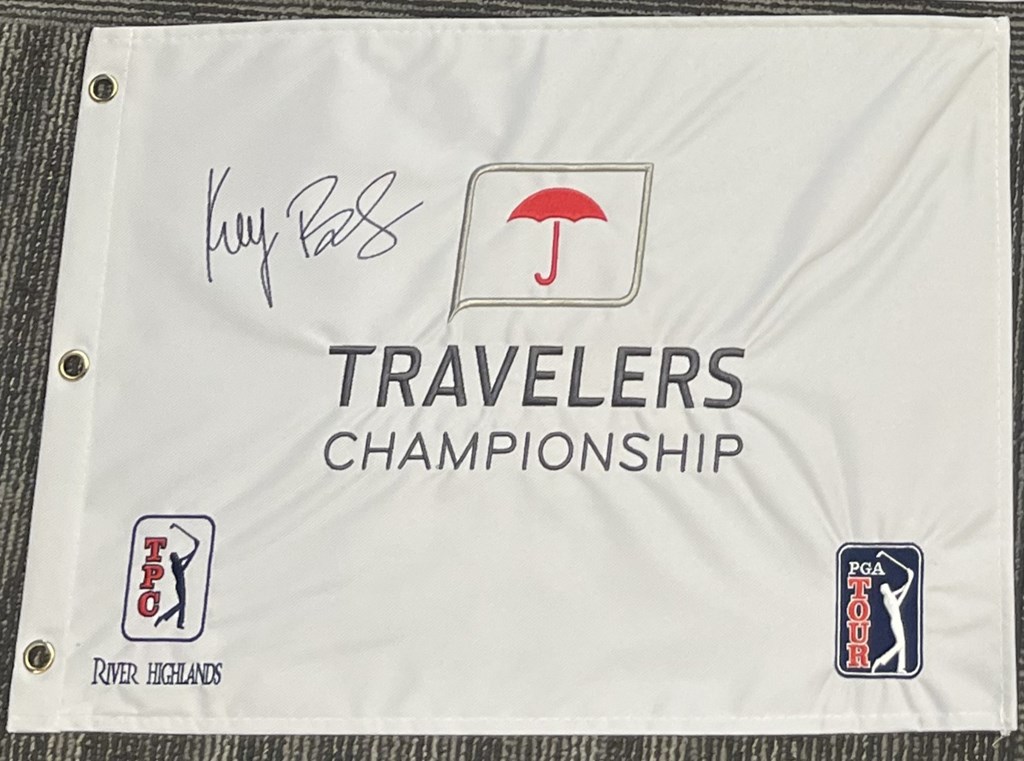 TRAVELERS
CHAMPIONSHIP
TPC
RIVER HIGHLANDS
PGA
TOUR